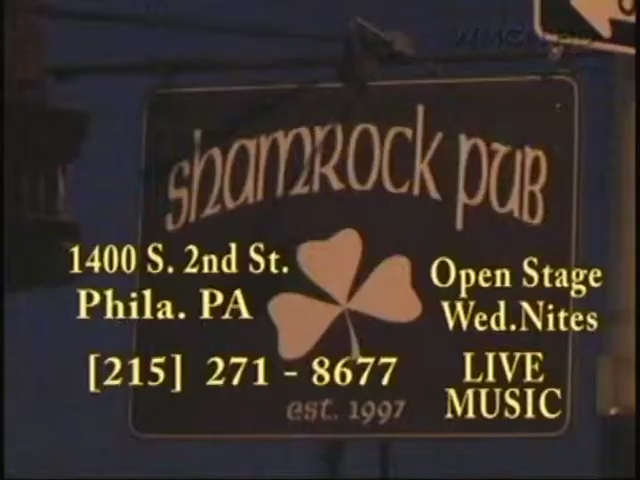 shamrock pub
1400 S. 2nd St.
Phila. PA
Open Stage
Wed.Nites
[215] 271 - 8677
LIVE
MUSIC
est. 1997